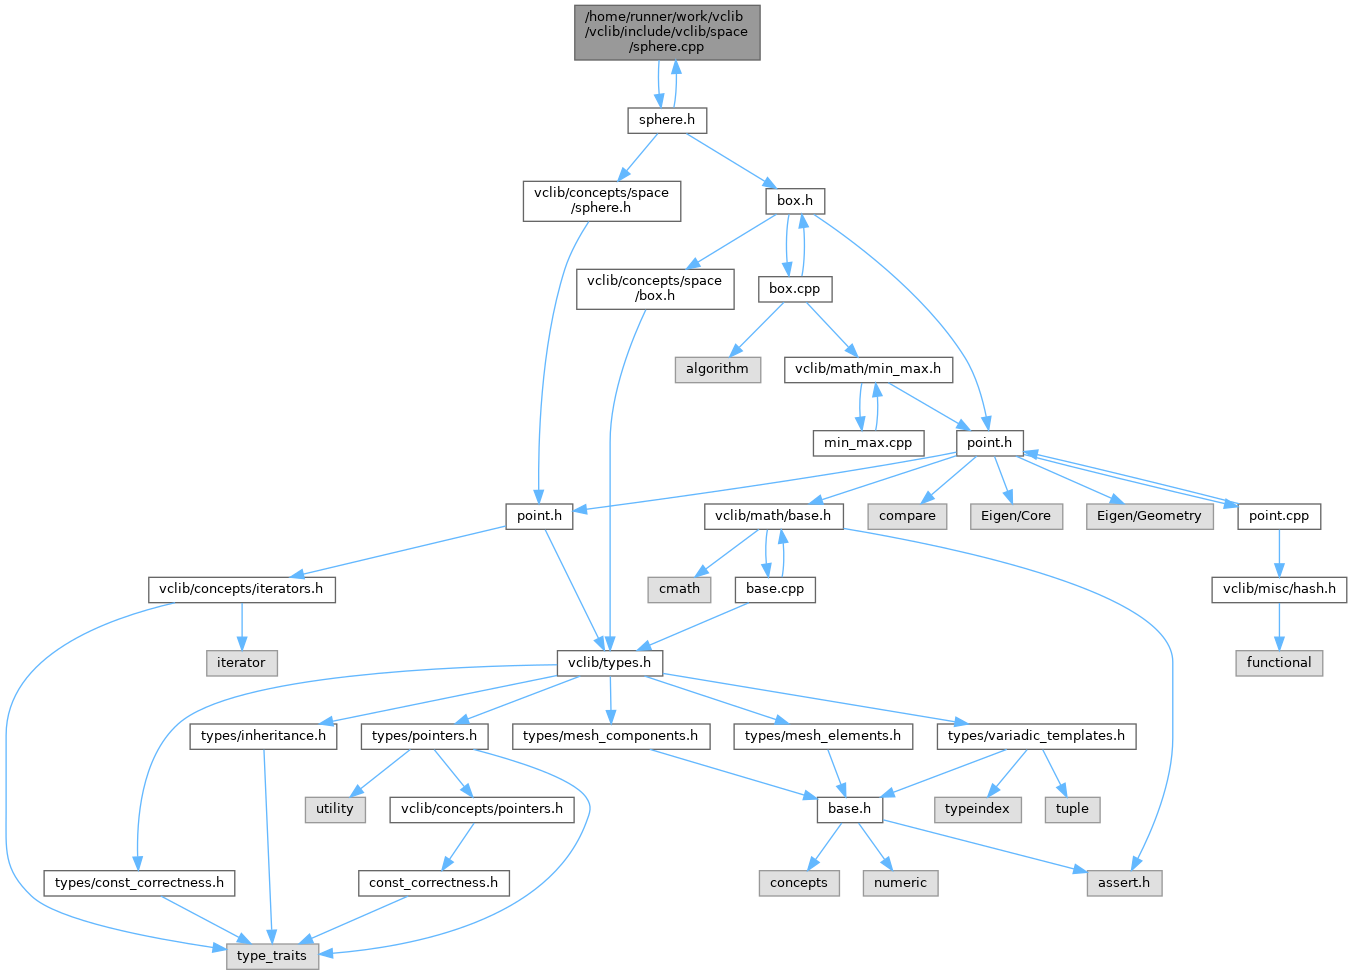 /home/runner/work/vclib
/vclib/include/vclib/space
/sphere.cpp
sphere.h
vclib/concepts/space
/sphere.h
box.h
vclib/concepts/space
/box.h
box.cpp
algorithm
vclib/math/min_max.h
min_max.cpp
point.h
point.h
vclib/math/base.h
compare
Eigen/Core
Eigen/Geometry
point.cpp
vclib/concepts/iterators.h
cmath
base.cpp
vclib/misc/hash.h
iterator
vclib/types.h
functional
types/inheritance.h
types/pointers.h
types/mesh_components.h
types/mesh_elements.h
types/variadic_templates.h
utility
vclib/concepts/pointers.h
base.h
typeindex
tuple
types/const_correctness.h
const_correctness.h
concepts
numeric
assert.h
type_traits